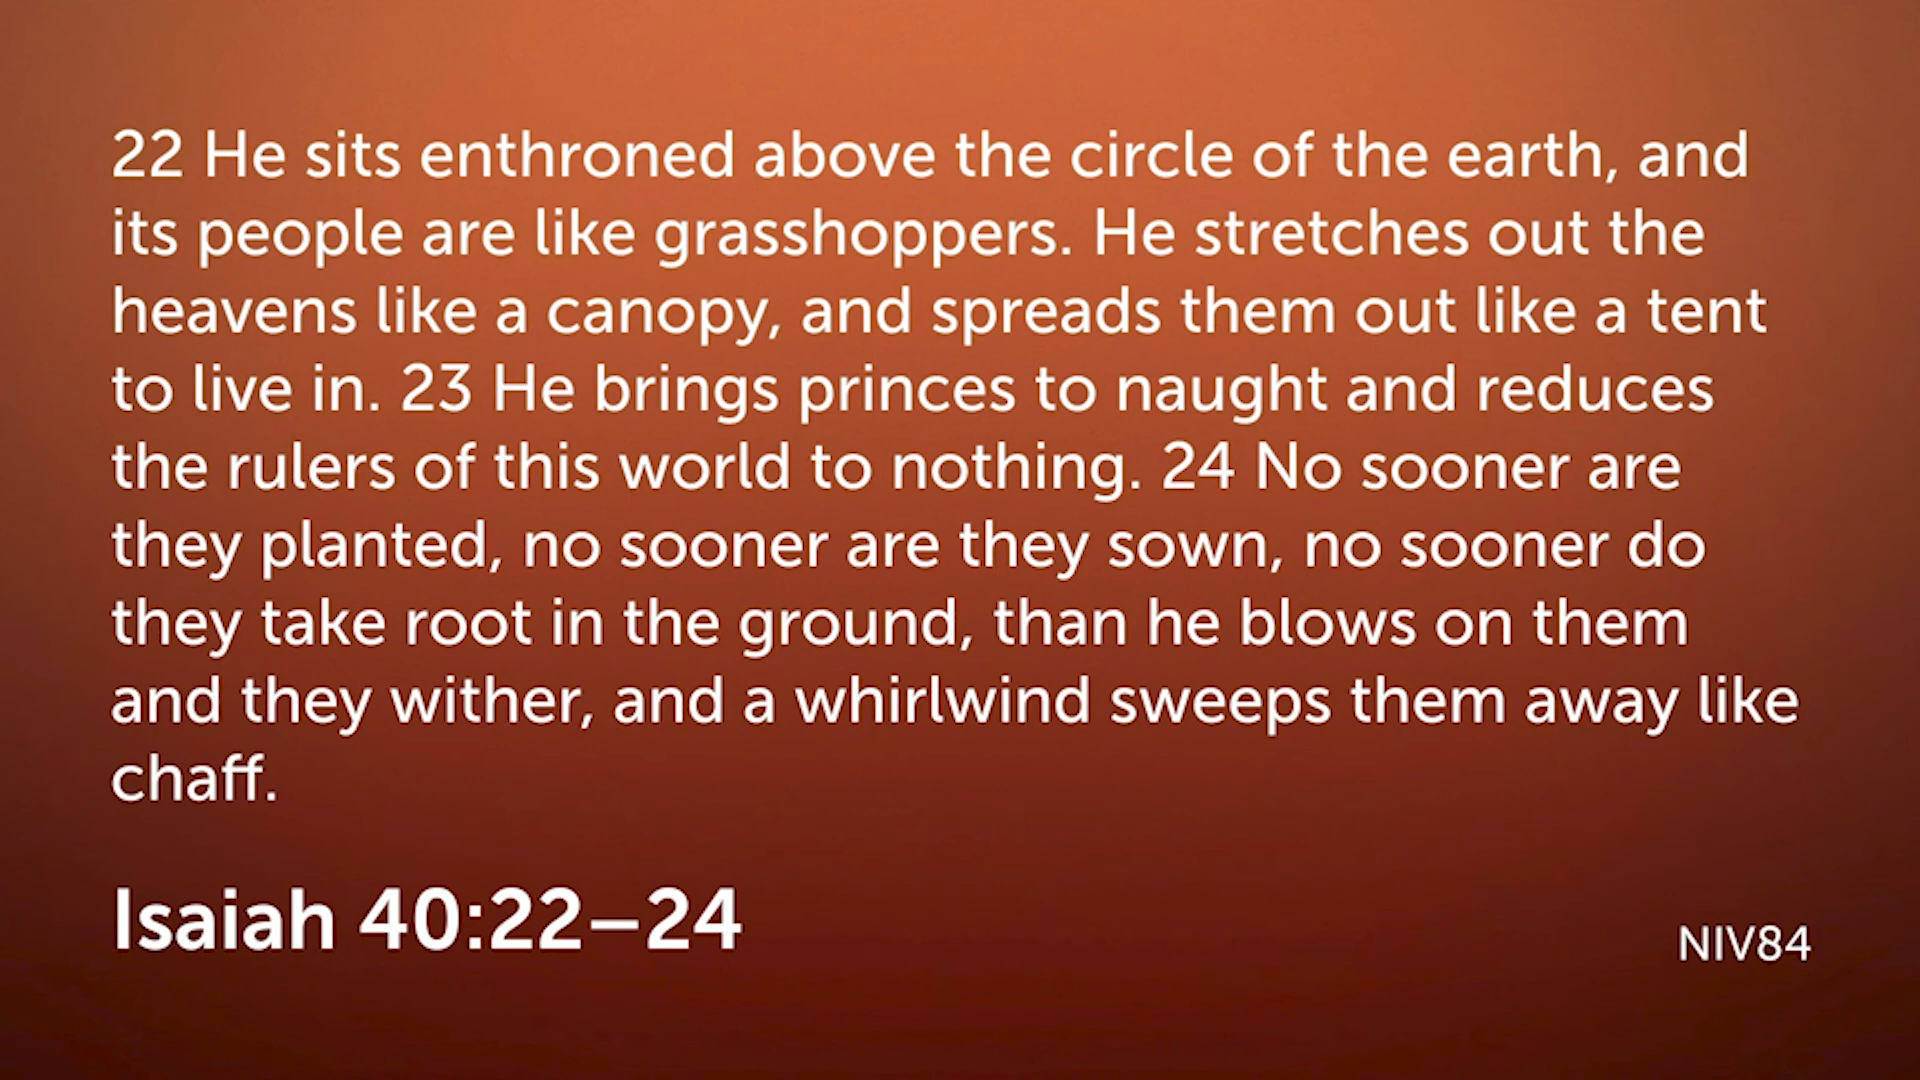 22 He sits enthroned above the circle of the earth, and
its people are like grasshoppers. He stretches out the
heavens like a canopy, and spreads them out like a tent
to live in. 23 He brings princes to naught and reduces
the rulers of this world to nothing. 24 No sooner are
they planted, no sooner are they sown, no sooner do
they take root in the ground, than he blows on them
and they wither, and a whirlwind sweeps them away like
chaff.
Isaiah 40:22–24
NIV84